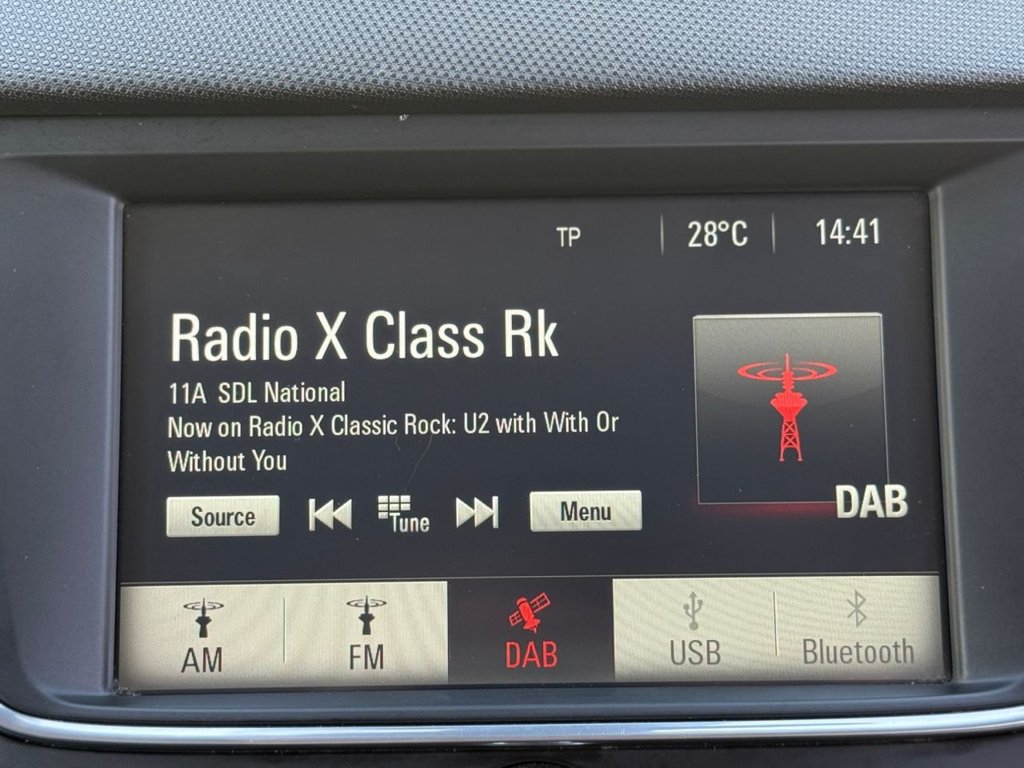 TP 28°C 14:41
Radio X Class Rk
11A SDL National
Now on Radio X Classic Rock: U2 with With Or
Without You
DAB
Source Tune Menu
AM FM DAB USB Bluetooth